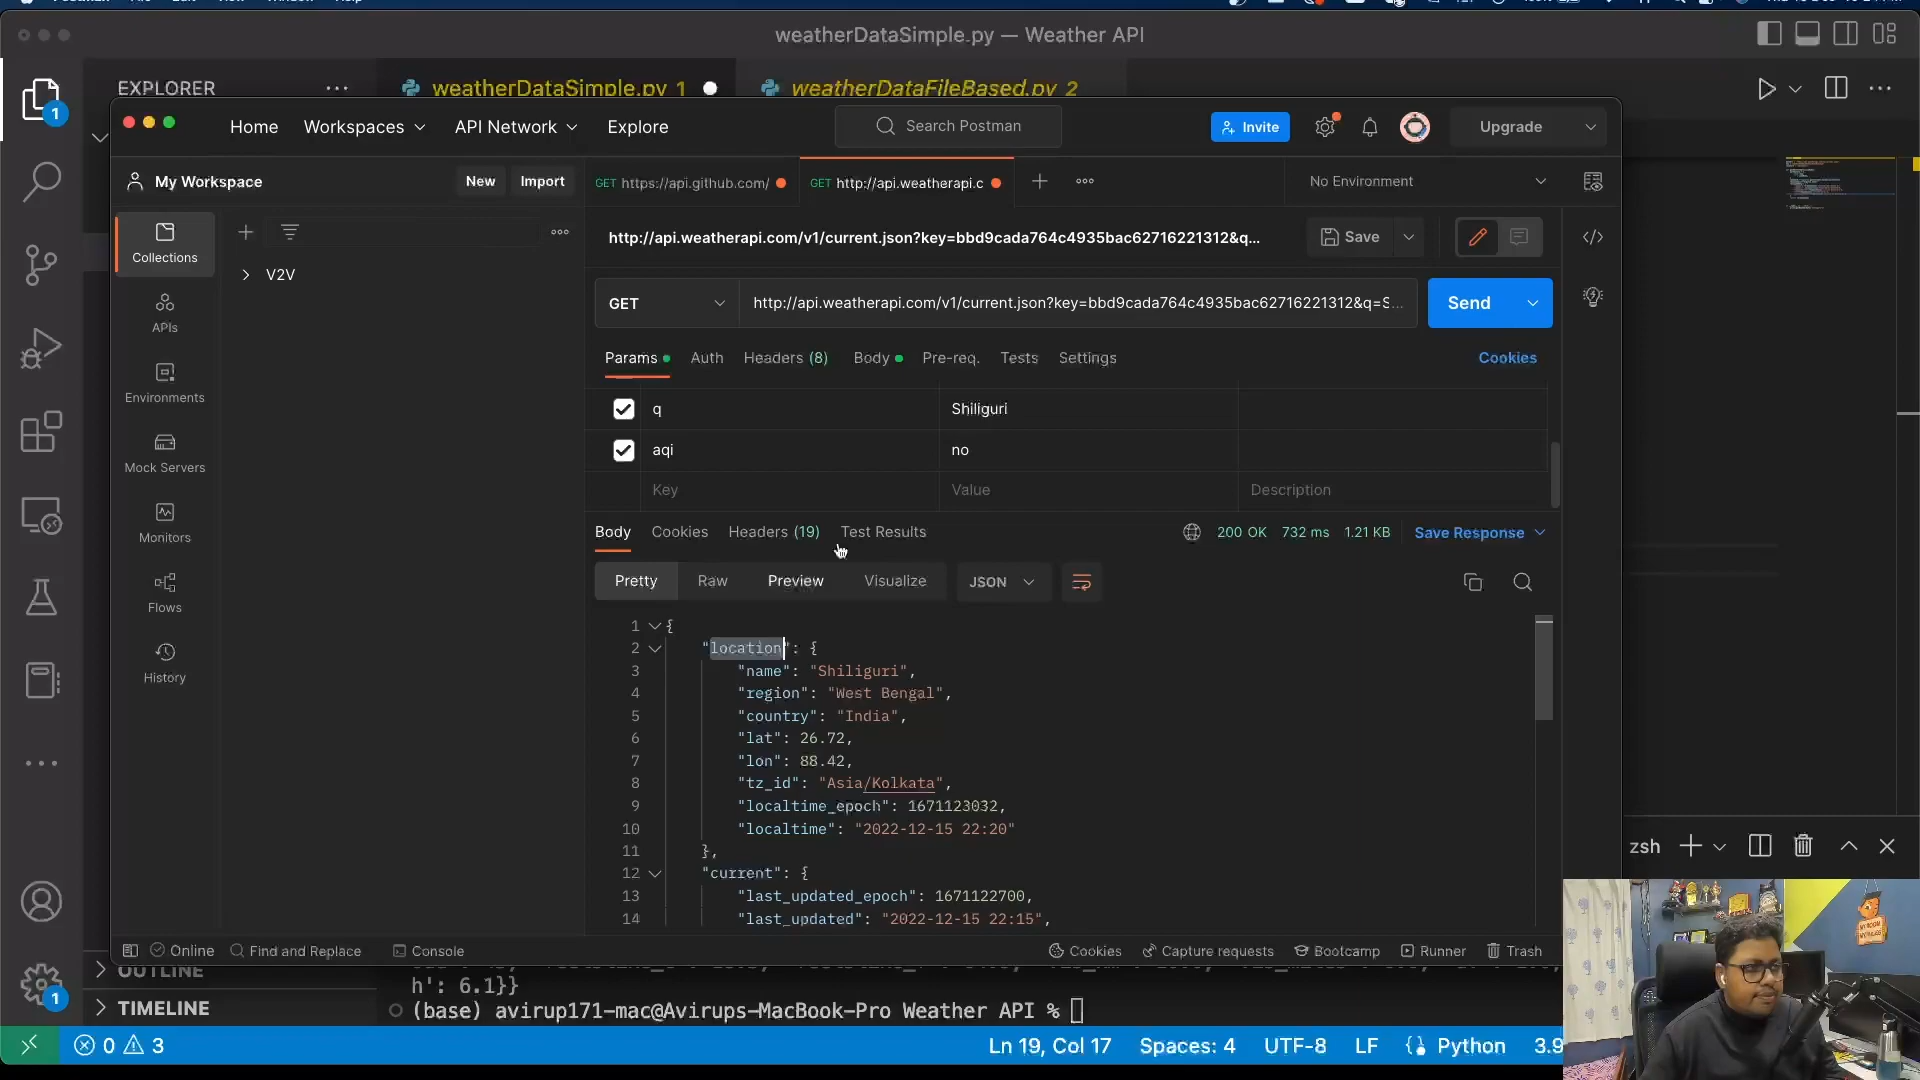 weatherDataSimple.py — Weather API
EXPLORER
weatherDataSimple.py 1
weatherDataFileBased.py 2
Home
Workspaces
API Network
Explore
Search Postman
Invite
Upgrade
My Workspace
New
Import
GET https://api.github.com/
GET http://api.weatherapi.c
No Environment
http://api.weatherapi.com/v1/current.json?key=bbd9cada764c4935bac62716221312&q...
Save
Collections
V2V
GET
http://api.weatherapi.com/v1/current.json?key=bbd9cada764c4935bac62716221312&q=S...
Send
APIs
Params
Auth
Headers (8)
Body
Pre-req.
Tests
Settings
Cookies
Environments
q
Shiliguri
aqi
no
Mock Servers
Key
Value
Description
Monitors
Body
Cookies
Headers (19)
Test Results
200 OK
732 ms
1.21 KB
Save Response
Pretty
Raw
Preview
Visualize
JSON
Flows
History
1 {
2 "location": {
3 "name": "Shiliguri",
4 "region": "West Bengal",
5 "country": "India",
6 "lat": 26.72,
7 "lon": 88.42,
8 "tz_id": "Asia/Kolkata",
9 "localtime_epoch": 1671123032,
10 "localtime": "2022-12-15 22:20"
11 },
12 "current": {
13 "last_updated_epoch": 1671122700,
14 "last_updated": "2022-12-15 22:15",
zsh
Online
Find and Replace
Console
Cookies
Capture requests
Bootcamp
Runner
Trash
OUTLINE
h': 6.1}}
TIMELINE
(base) avirup171-mac@Avirups-MacBook-Pro Weather API %
0
3
Ln 19, Col 17
Spaces: 4
UTF-8
LF
Python
3.9
1
1